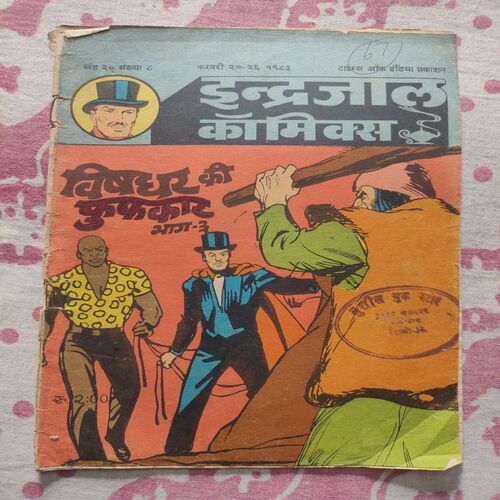 खंड २० संख्या ८
फरवरी २०-२६ १९८३
टाइम्स ऑफ इंडिया प्रकाशन
इन्द्रजाल
कॉमिक्स
विषधर की
फुफकार
भाग-३
रु. 2:00